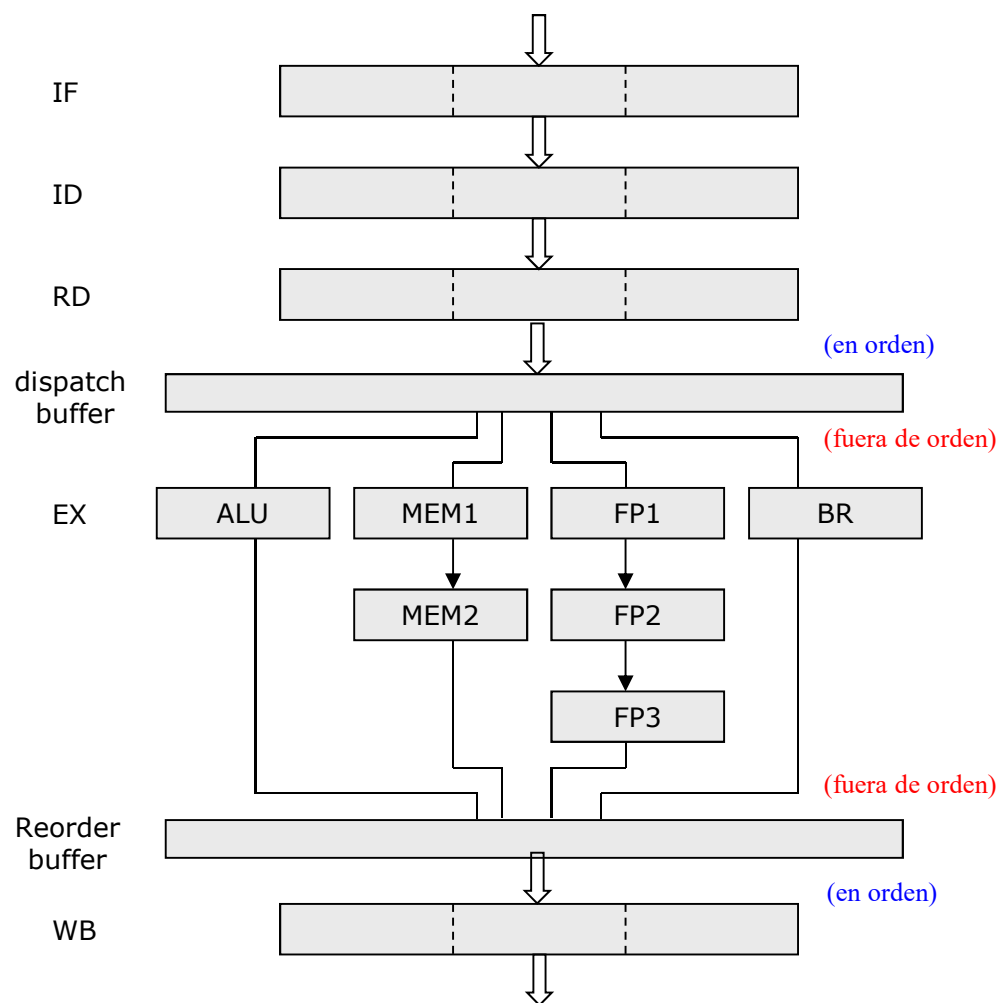 IF
ID
RD
(en orden)
dispatch
buffer
(fuera de orden)
EX
ALU
MEM1
FP1
BR
MEM2
FP2
FP3
(fuera de orden)
Reorder
buffer
(en orden)
WB